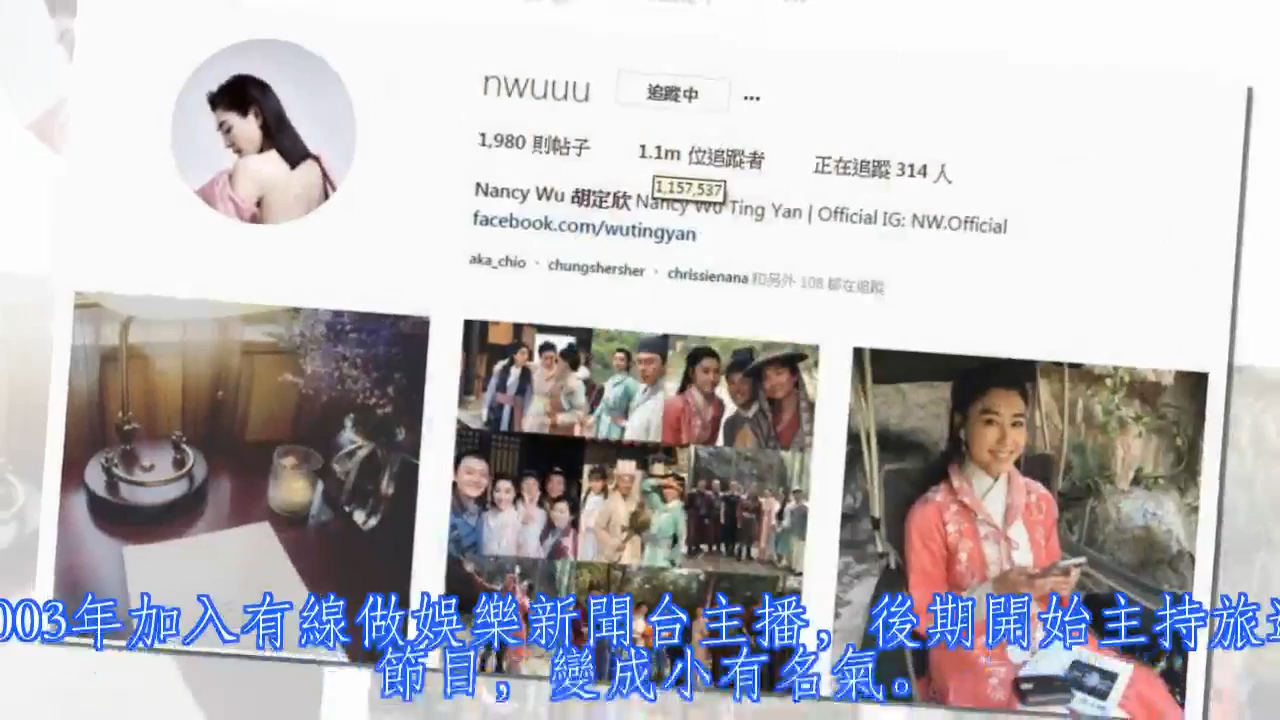 nwuuu 追蹤中 ...
1,980 則帖子 1.1m 位追蹤者 正在追蹤 314 人
1,157,537
Nancy Wu 胡定欣 Nancy Wu Ting Yan | Official IG: NW.Official
facebook.com/wutingyan
aka_chio · chungshersher · chrissienana 和另外 108 都在追蹤
003年加入有線做娛樂新聞台主播，後期開始主持旅遊
節目，變成小有名氣。